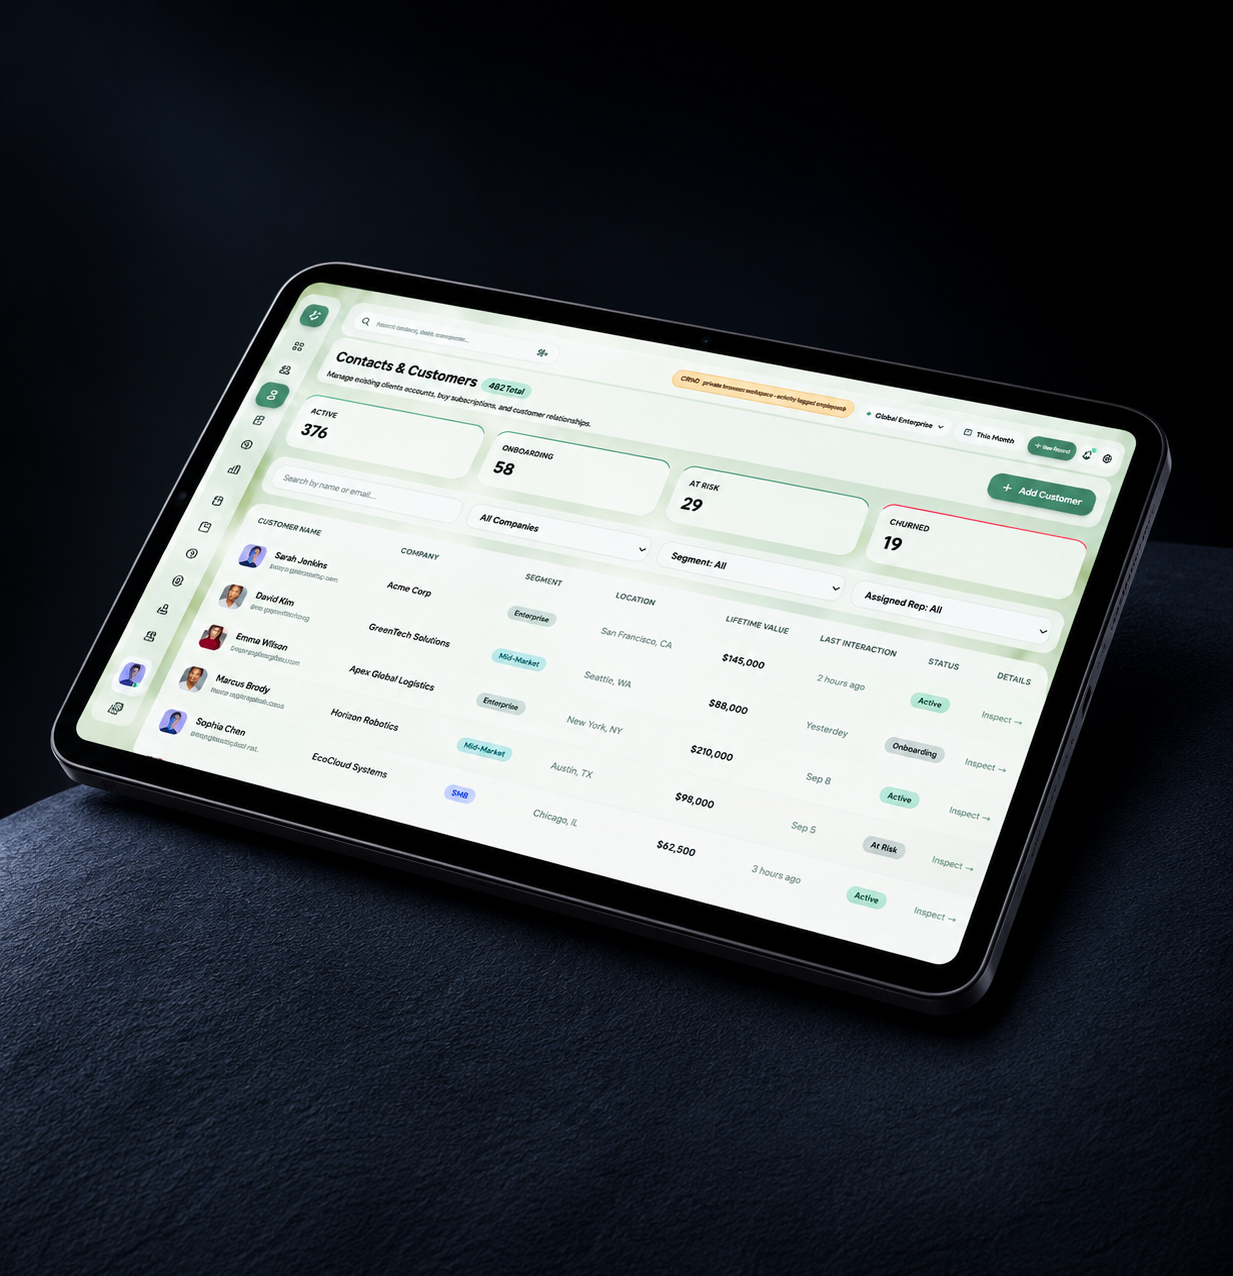 Contacts & Customers 482 Total
Manage existing clients accounts, buy subscriptions, and customer relationships.
Global Enterprise
This Month
Add Customer
ACTIVE
376
ONBOARDING
58
AT RISK
29
CHURNED
19
Search by name or email...
All Companies
Segment: All
Assigned Rep: All
CUSTOMER NAME COMPANY SEGMENT LOCATION LIFETIME VALUE LAST INTERACTION STATUS DETAILS
Sarah Jenkins Acme Corp Enterprise San Francisco, CA $145,000 2 hours ago Active Inspect →
David Kim GreenTech Solutions Mid-Market Seattle, WA $88,000 Yesterday Onboarding Inspect →
Emma Wilson Apex Global Logistics Enterprise New York, NY $210,000 Sep 8 Active Inspect →
Marcus Brody Horizon Robotics Mid-Market Austin, TX $98,000 Sep 5 At Risk Inspect →
Sophia Chen EcoCloud Systems SMB Chicago, IL $62,500 3 hours ago Active Inspect →